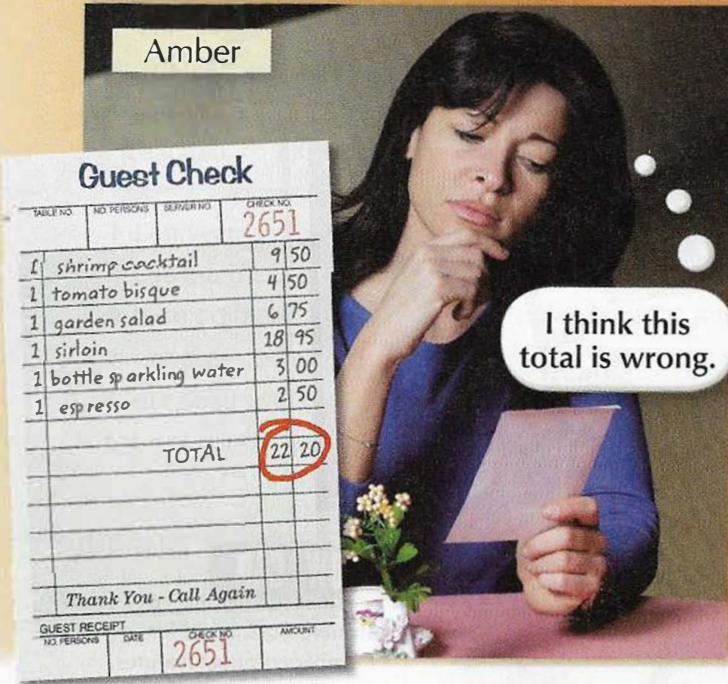 Amber
Guest Check
TABLE NO. NO. PERSONS SERVER NO. CHECK NO.
2651
1 shrimp cocktail 9 50
1 tomato bisque 4 50
1 garden salad 6 75
1 sirloin 18 95
1 bottle sparkling water 3 00
1 espresso 2 50
TOTAL 22 20
Thank You - Call Again
GUEST RECEIPT
NO. PERSONS DATE CHECK NO. AMOUNT
2651
I think this
total is wrong.